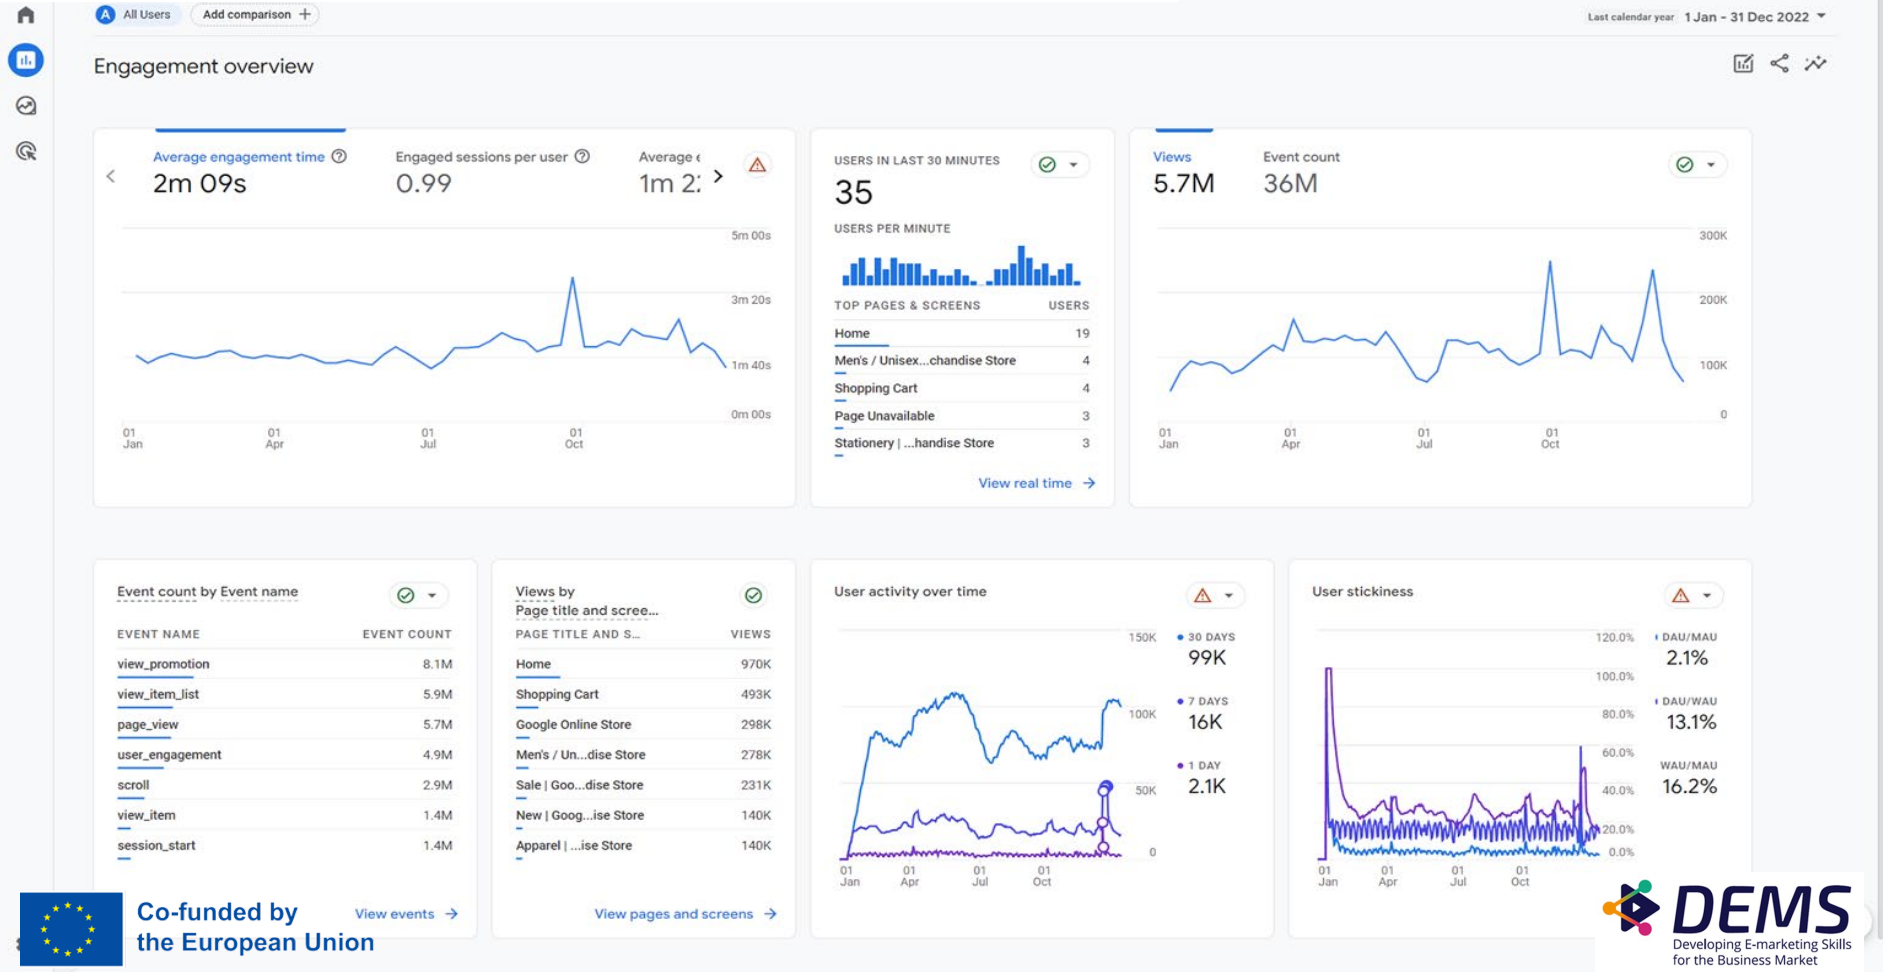 A All Users Add comparison +
Last calendar year 1 Jan - 31 Dec 2022
Engagement overview
Average engagement time
2m 09s
Engaged sessions per user
0.99
Average e
1m 2:
5m 00s
3m 20s
1m 40s
0m 00s
01 Jan
01 Apr
01 Jul
01 Oct
USERS IN LAST 30 MINUTES
35
USERS PER MINUTE
TOP PAGES & SCREENS USERS
Home 19
Men's / Unisex...chandise Store 4
Shopping Cart 4
Page Unavailable 3
Stationery | ...handise Store 3
View real time
Views
5.7M
Event count
36M
300K
200K
100K
0
01 Jan
01 Apr
01 Jul
01 Oct
Event count by Event name
EVENT NAME EVENT COUNT
view_promotion 8.1M
view_item_list 5.9M
page_view 5.7M
user_engagement 4.9M
scroll 2.9M
view_item 1.4M
session_start 1.4M
View events
Views by
Page title and scree...
PAGE TITLE AND S... VIEWS
Home 970K
Shopping Cart 493K
Google Online Store 298K
Men's / Un...dise Store 278K
Sale | Goo...dise Store 231K
New | Goog...ise Store 140K
Apparel | ...ise Store 140K
View pages and screens
User activity over time
150K
100K
50K
0
30 DAYS
99K
7 DAYS
16K
1 DAY
2.1K
01 Jan
01 Apr
01 Jul
01 Oct
User stickiness
120.0%
100.0%
80.0%
60.0%
40.0%
20.0%
0.0%
DAU/MAU
2.1%
DAU/WAU
13.1%
WAU/MAU
16.2%
01 Jan
01 Apr
01 Jul
01 Oct
Co-funded by
the European Union
DEMS
Developing E-marketing Skills
for the Business Market